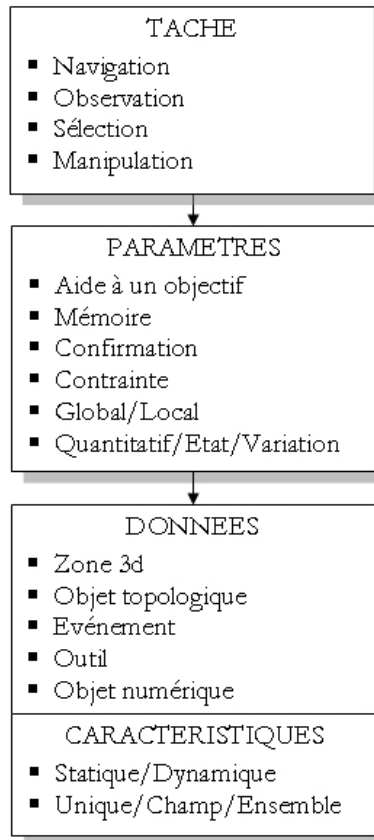 TACHE
▪ Navigation
▪ Observation
▪ Sélection
▪ Manipulation
PARAMETRES
▪ Aide à un objectif
▪ Mémoire
▪ Confirmation
▪ Contrainte
▪ Global/Local
▪ Quantitatif/Etat/Variation
DONNEES
▪ Zone 3d
▪ Objet topologique
▪ Evénement
▪ Outil
▪ Objet numérique
CARACTERISTIQUES
▪ Statique/Dynamique
▪ Unique/Champ/Ensemble